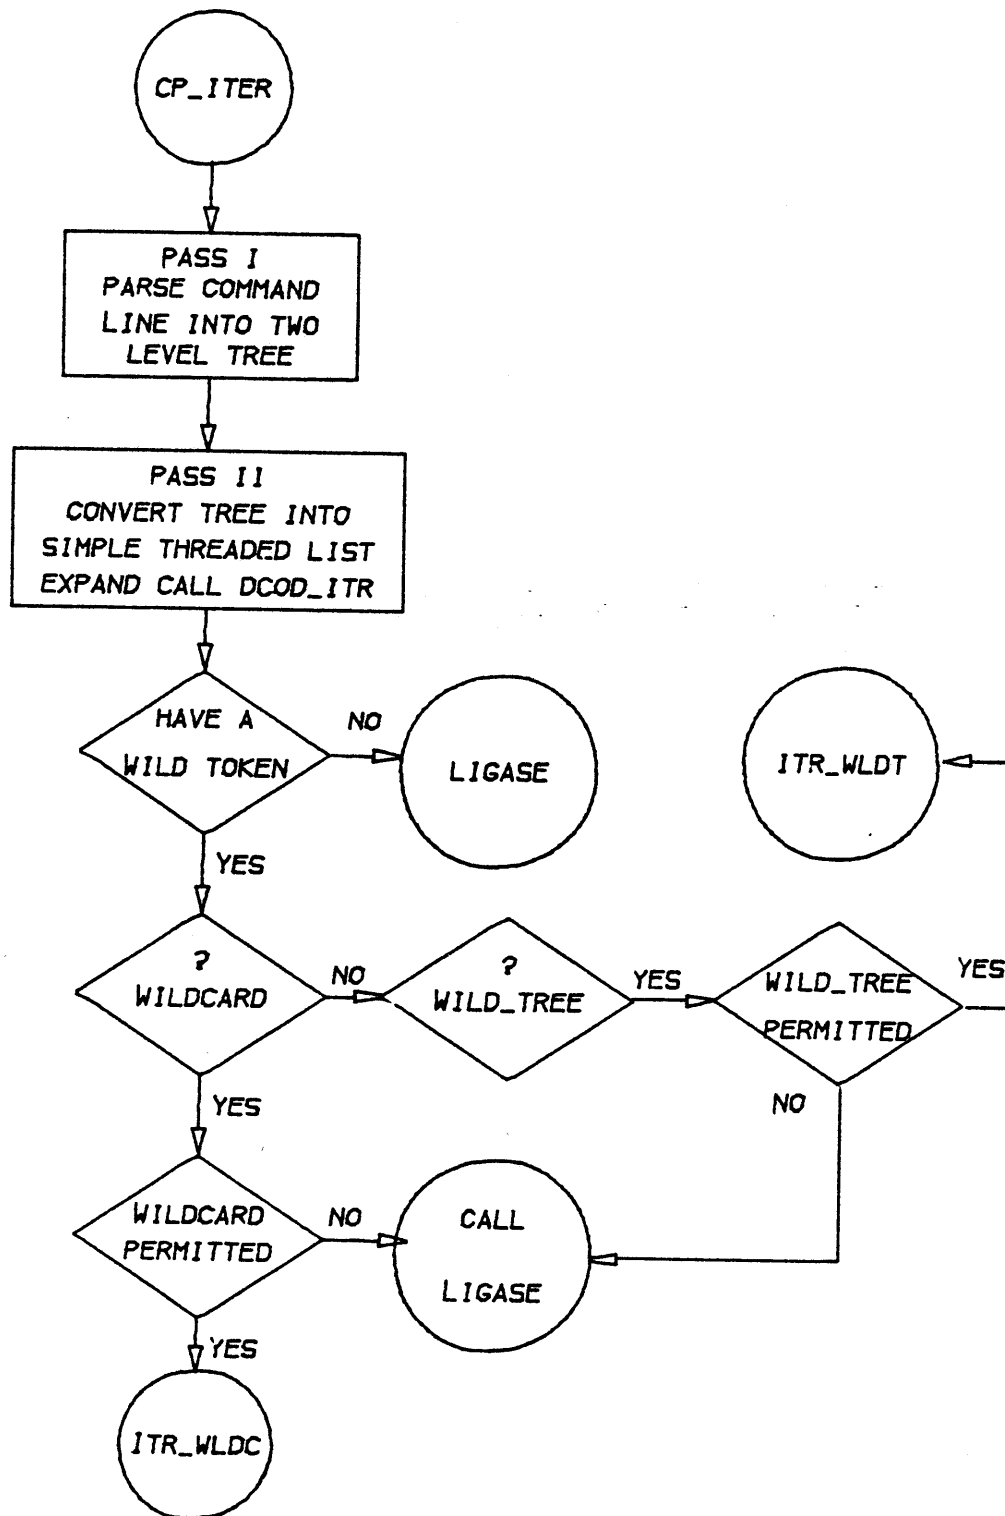 CP_ITER
PASS I
PARSE COMMAND
LINE INTO TWO
LEVEL TREE
PASS II
CONVERT TREE INTO
SIMPLE THREADED LIST
EXPAND CALL DCOD_ITR
HAVE A
WILD TOKEN
NO
LIGASE
ITR_WLDT
YES
?
WILDCARD
NO
?
WILD_TREE
YES
WILD_TREE
PERMITTED
YES
NO
YES
WILDCARD
PERMITTED
NO
CALL
LIGASE
YES
ITR_WLDC